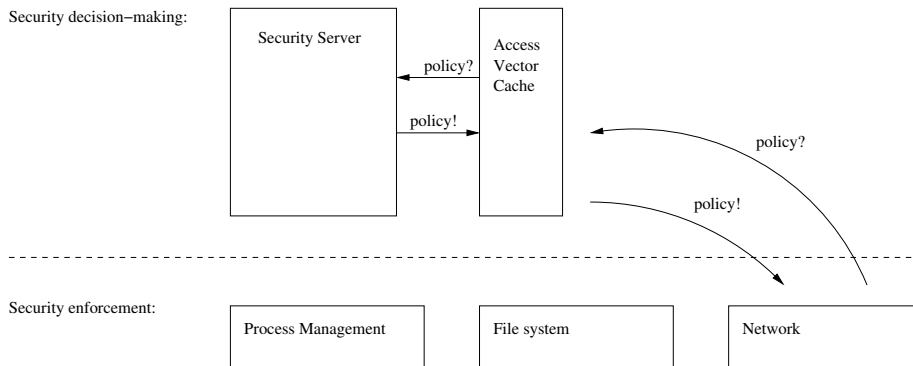 Security decision−making:
Security Server
Access
Vector
Cache
policy?
policy!
policy?
policy!
Security enforcement:
Process Management
File system
Network